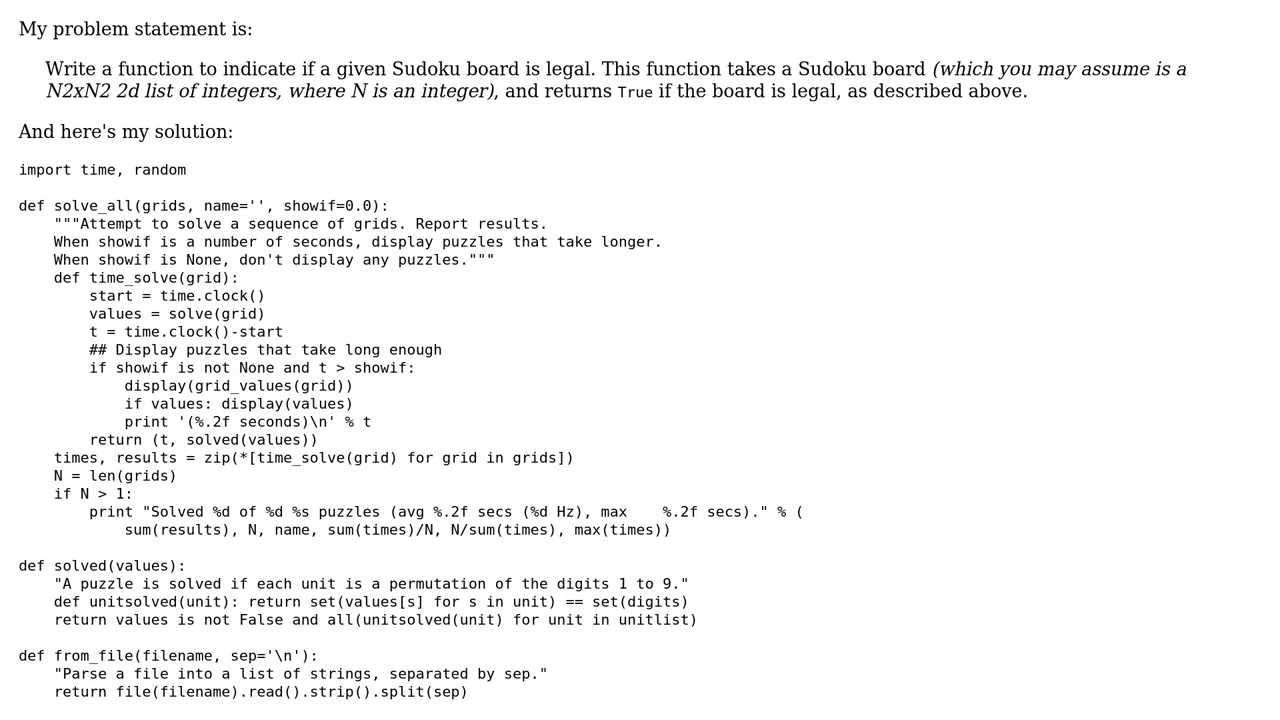 My problem statement is:
Write a function to indicate if a given Sudoku board is legal. This function takes a Sudoku board (which you may assume is a
N2xN2 2d list of integers, where N is an integer), and returns True if the board is legal, as described above.
And here's my solution:
import time, random
def solve_all(grids, name='', showif=0.0):
    """Attempt to solve a sequence of grids. Report results.
    When showif is a number of seconds, display puzzles that take longer.
    When showif is None, don't display any puzzles."""
    def time_solve(grid):
        start = time.clock()
        values = solve(grid)
        t = time.clock()-start
        ## Display puzzles that take long enough
        if showif is not None and t > showif:
            display(grid_values(grid))
            if values: display(values)
            print '(%.2f seconds)\n' % t
        return (t, solved(values))
    times, results = zip(*[time_solve(grid) for grid in grids])
    N = len(grids)
    if N > 1:
        print "Solved %d of %d %s puzzles (avg %.2f secs (%d Hz), max    %.2f secs)." % (
            sum(results), N, name, sum(times)/N, N/sum(times), max(times))
def solved(values):
    "A puzzle is solved if each unit is a permutation of the digits 1 to 9."
    def unitsolved(unit): return set(values[s] for s in unit) == set(digits)
    return values is not False and all(unitsolved(unit) for unit in unitlist)
def from_file(filename, sep='\n'):
    "Parse a file into a list of strings, separated by sep."
    return file(filename).read().strip().split(sep)